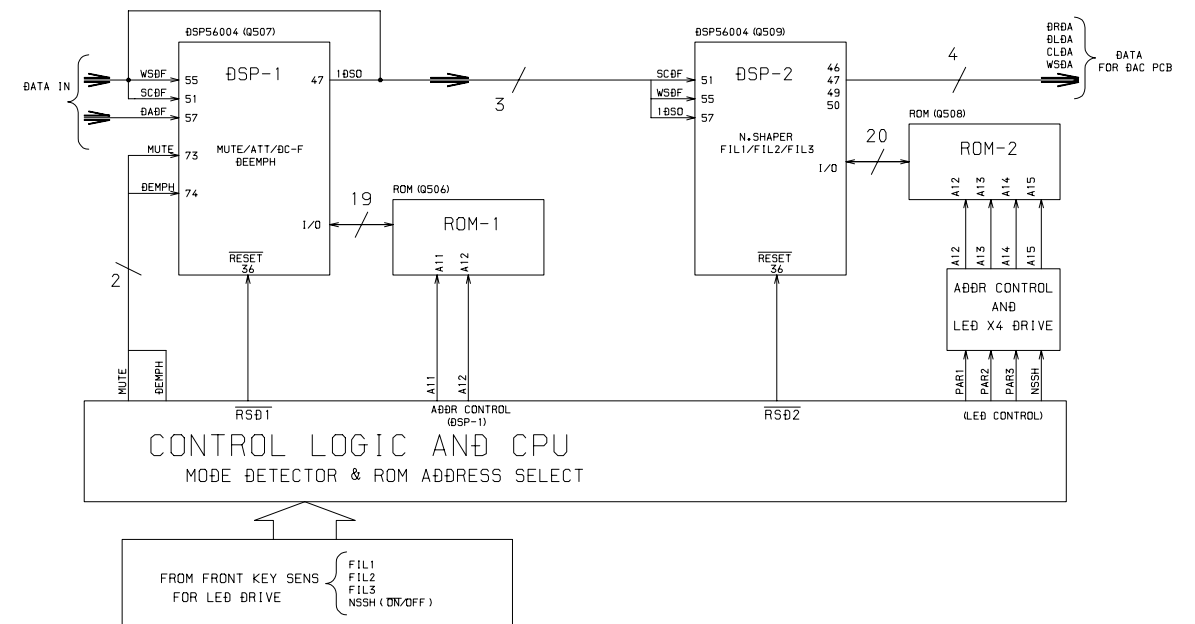 DSP56004 (Q507)
DSP-1
DATA IN
WSDF
SCDF
DADF
MUTE
DEMPH
55
51
57
73
74
47
1DSO
MUTE/ATT/DC-F
DEEMPH
I/O
RESET
36
2
3
19
ROM (Q506)
ROM-1
A11
A12
DSP56004 (Q509)
DSP-2
SCDF
WSDF
1DSO
51
55
57
46
47
49
50
N.SHAPER
FIL1/FIL2/FIL3
I/O
RESET
36
4
DRDA
DLDA
CLDA
WSDA
DATA
FOR DAC PCB
20
ROM (Q508)
ROM-2
A12
A13
A14
A15
A12
A13
A14
A15
ADDR CONTROL
AND
LED X4 DRIVE
MUTE
DEMPH
A11
A12
PAR1
PAR2
PAR3
NSSH
RSD1
ADDR CONTROL
(DSP-1)
RSD2
(LED CONTROL)
CONTROL LOGIC AND CPU
MODE DETECTOR & ROM ADDRESS SELECT
FROM FRONT KEY SENS
FOR LED DRIVE
FIL1
FIL2
FIL3
NSSH (ON/OFF)